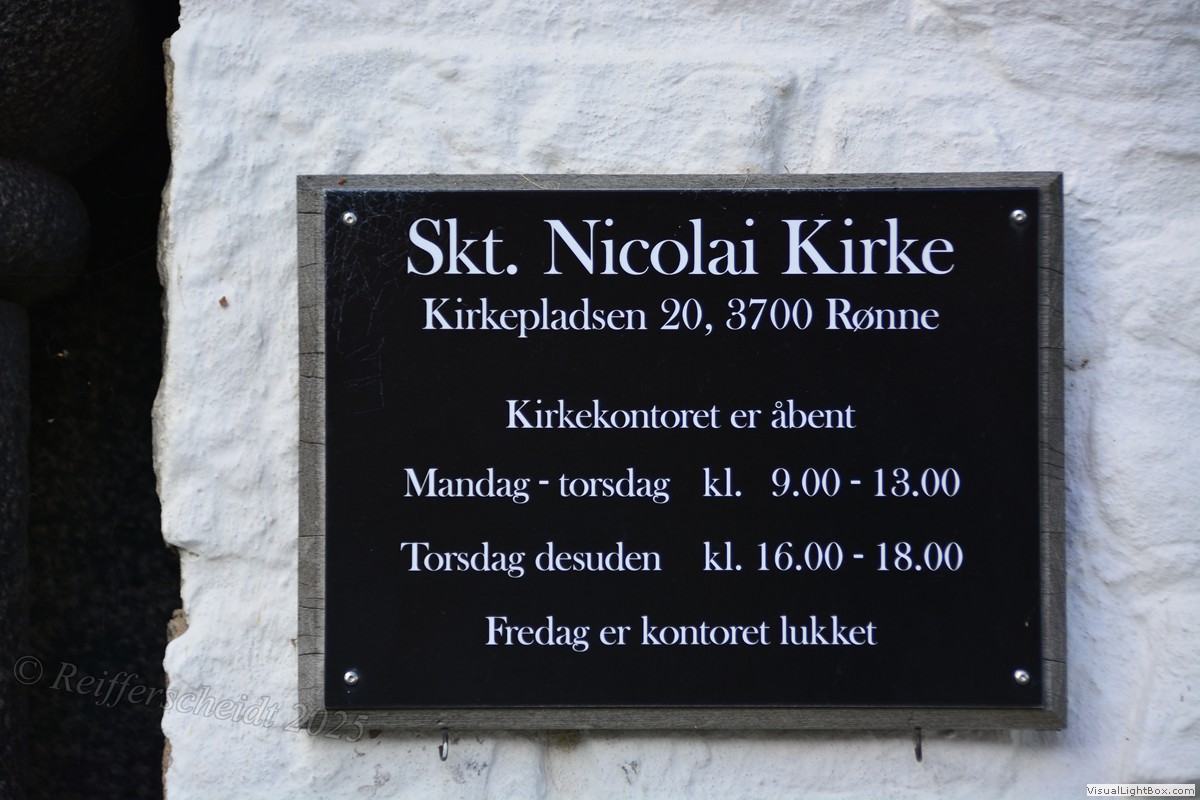 Skt. Nicolai Kirke
Kirkepladsen 20, 3700 Rønne
Kirkekontoret er åbent
Mandag - torsdag kl. 9.00 - 13.00
Torsdag desuden kl. 16.00 - 18.00
Fredag er kontoret lukket
© Reifferscheidt 2025
VisualLightBox.com